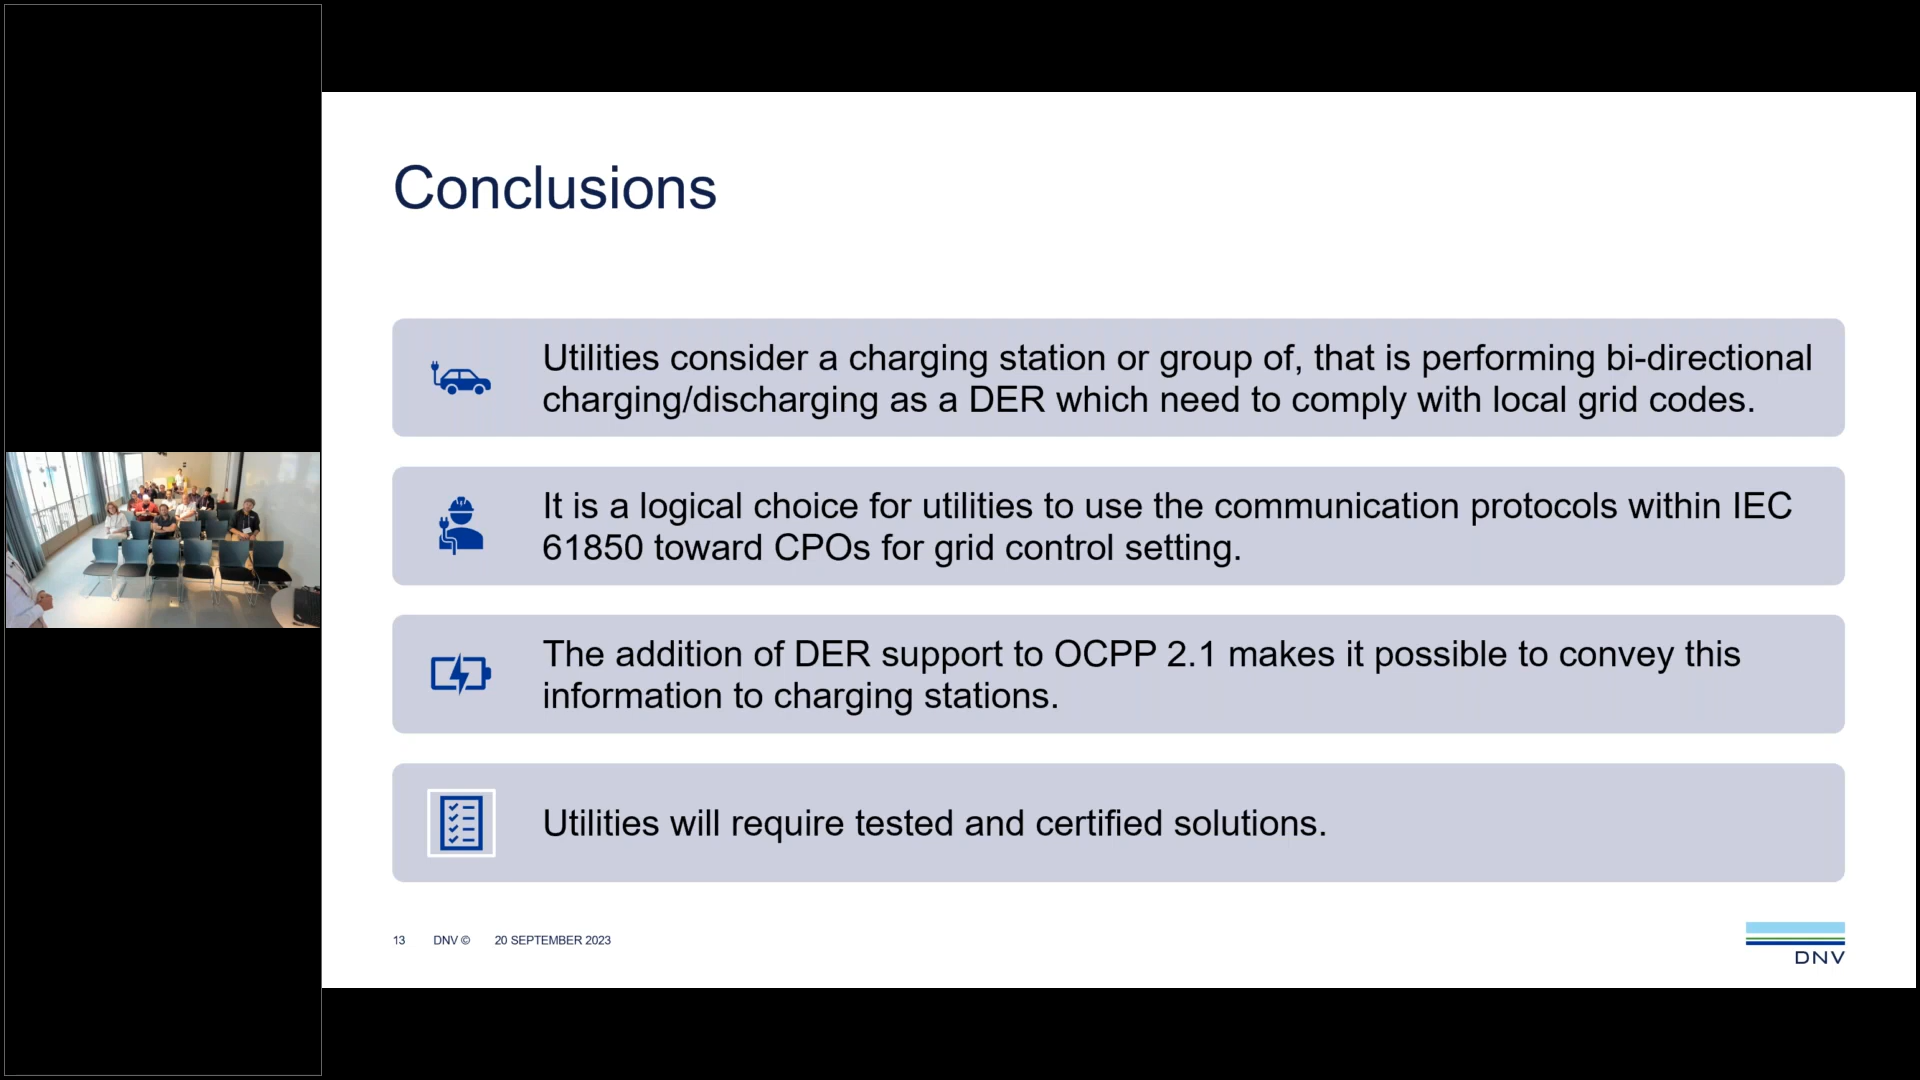 Conclusions
Utilities consider a charging station or group of, that is performing bi-directional
charging/discharging as a DER which need to comply with local grid codes.
It is a logical choice for utilities to use the communication protocols within IEC
61850 toward CPOs for grid control setting.
The addition of DER support to OCPP 2.1 makes it possible to convey this
information to charging stations.
Utilities will require tested and certified solutions.
13 DNV © 20 SEPTEMBER 2023
DNV